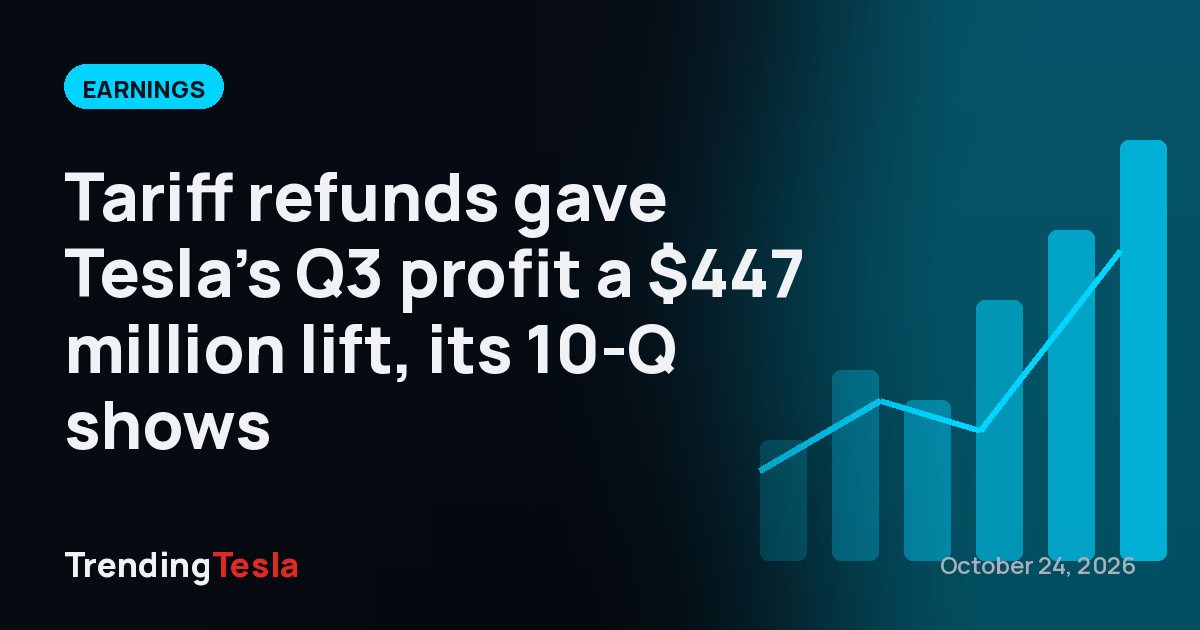 EARNINGS
Tariff refunds gave
Tesla’s Q3 profit a $447
million lift, its 10-Q
shows
TrendingTesla
October 24, 2026